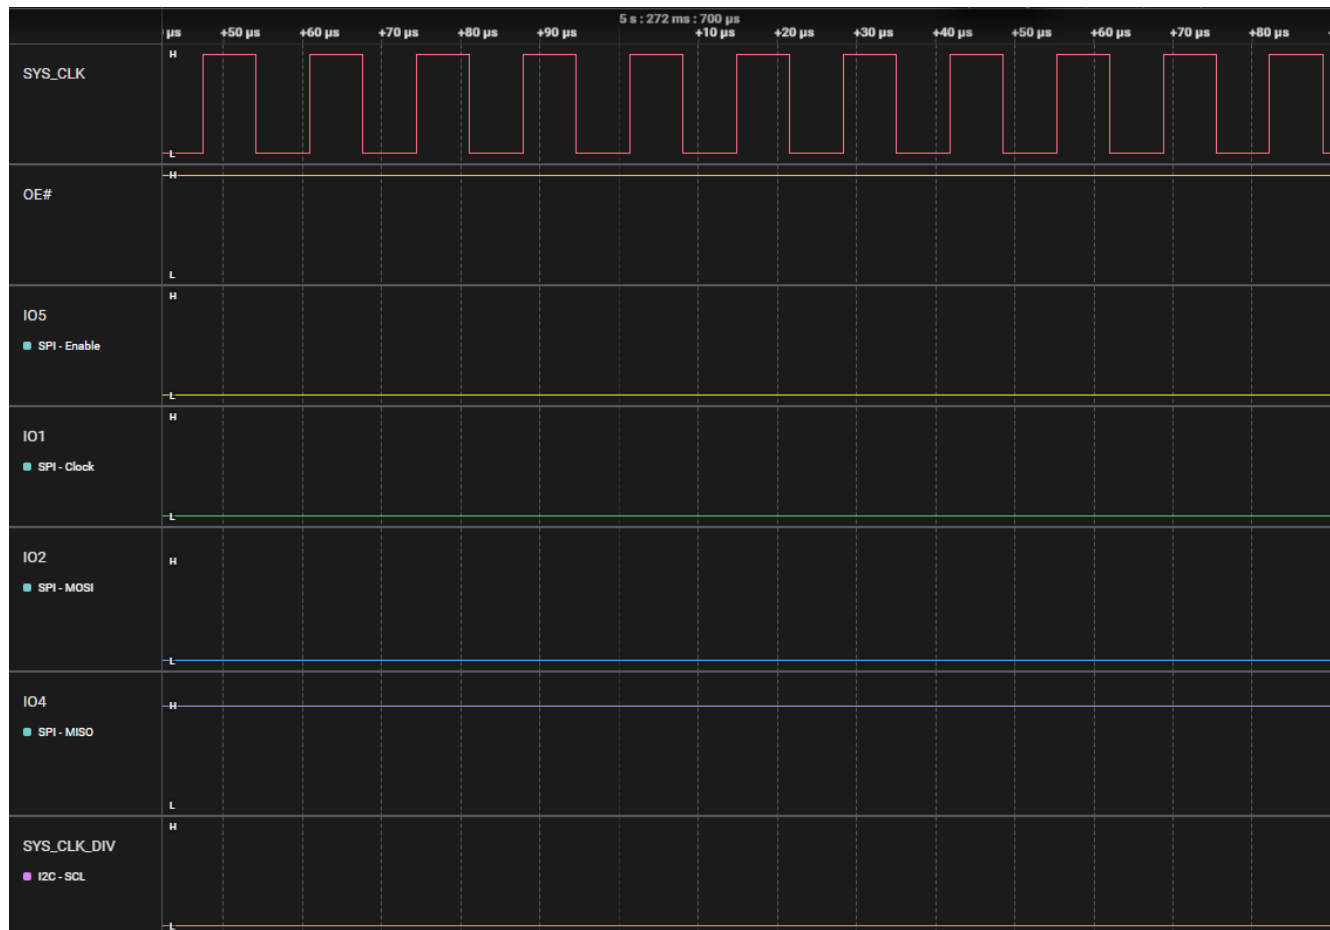 5 s : 272 ms : 700 µs
µs +50 µs +60 µs +70 µs +80 µs +90 µs +10 µs +20 µs +30 µs +40 µs +50 µs +60 µs +70 µs +80 µs
H
SYS_CLK
L
H
OE#
L
H
IO5
SPI - Enable
L
H
IO1
SPI - Clock
L
IO2
H
SPI - MOSI
L
IO4
H
SPI - MISO
L
H
SYS_CLK_DIV
I2C - SCL
L